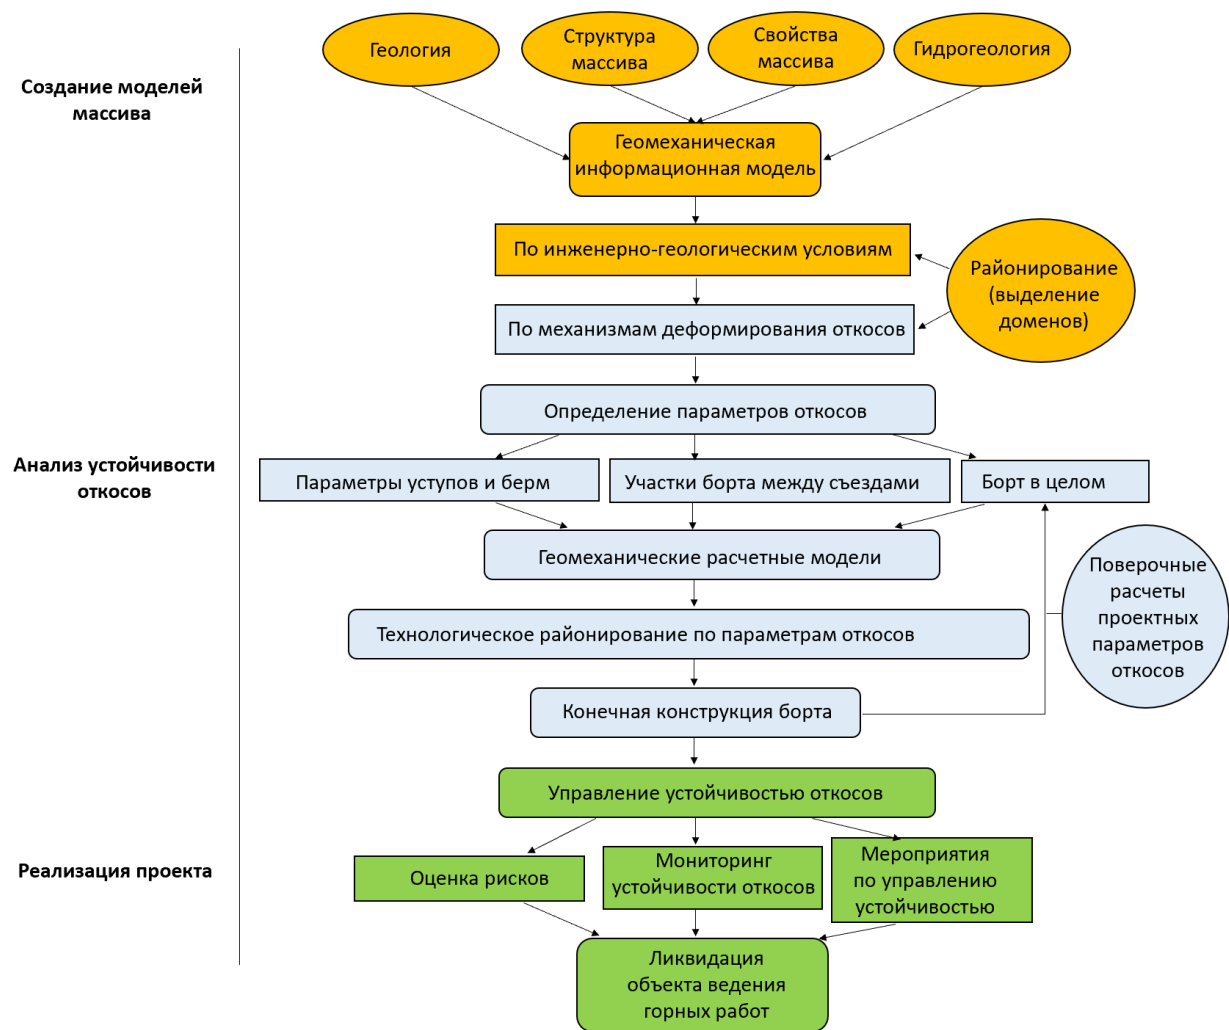 Создание моделей
массива
Геология
Структура
массива
Свойства
массива
Гидрогеология
Геомеханическая
информационная модель
По инженерно-геологическим условиям
Районирование
(выделение
доменов)
По механизмам деформирования откосов
Определение параметров откосов
Анализ устойчивости
откосов
Параметры уступов и берм
Участки борта между съездами
Борт в целом
Геомеханические расчетные модели
Поверочные
расчеты
проектных
параметров
откосов
Технологическое районирование по параметрам откосов
Конечная конструкция борта
Управление устойчивостью откосов
Реализация проекта
Оценка рисков
Мониторинг
устойчивости откосов
Мероприятия
по управлению
устойчивостью
Ликвидация
объекта ведения
горных работ